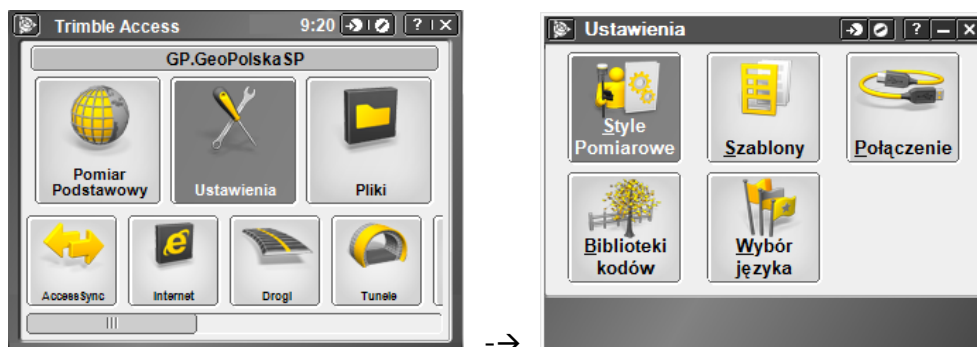 Trimble Access 9:20 ? X
GP.GeoPolskaSP
Pomiar
Podstawowy
Ustawienia
Pliki
AccessSync
Internet
Drogi
Tunele
-→
Ustawienia ? – X
Style
Pomiarowe
Szablony
Połączenie
Biblioteki
kodów
Wybór
języka